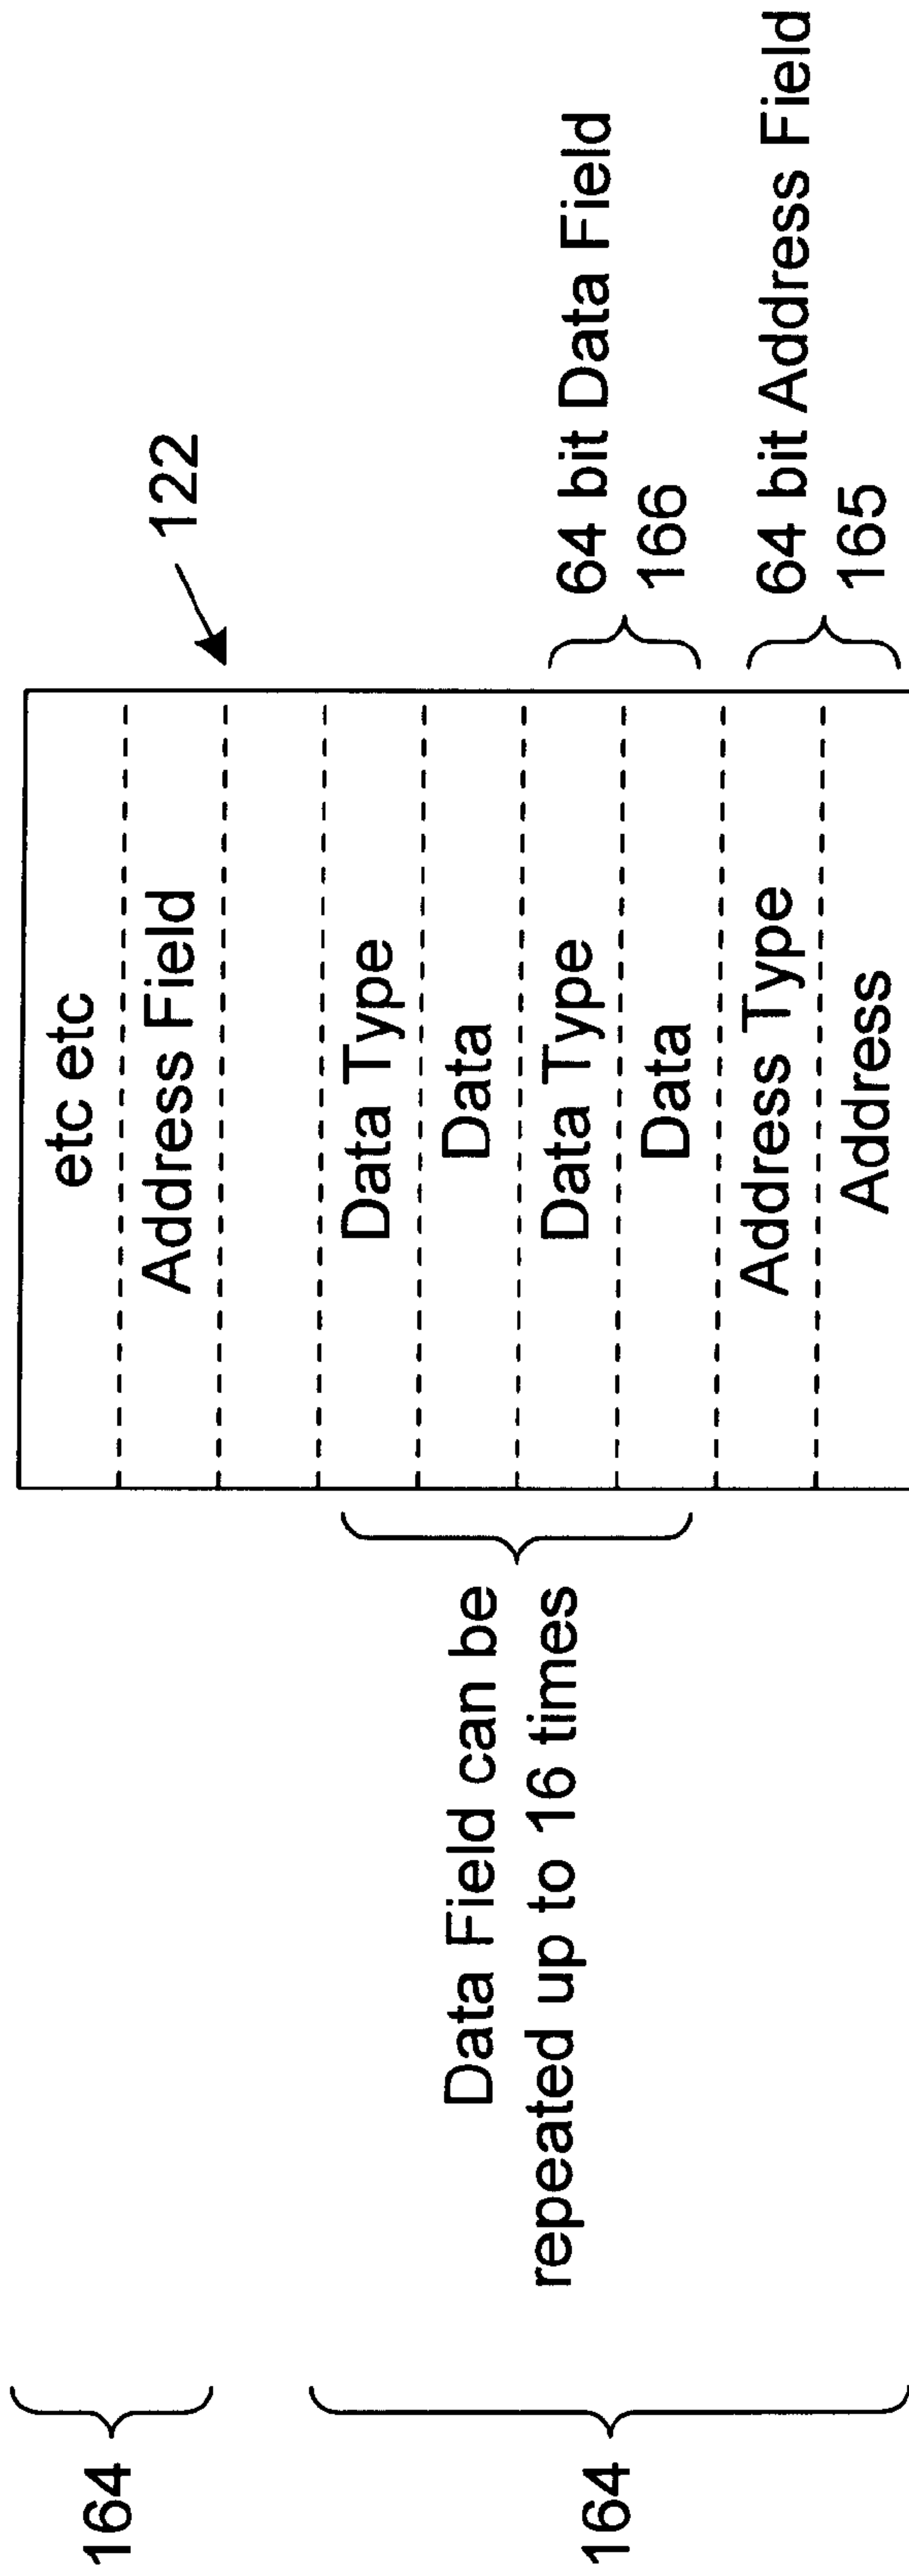 etc etc
Address Field
Data Type
Data
Data Type
Data
Address Type
Address
122
64 bit Data Field
166
64 bit Address Field
165
Data Field can be
repeated up to 16 times
164
164